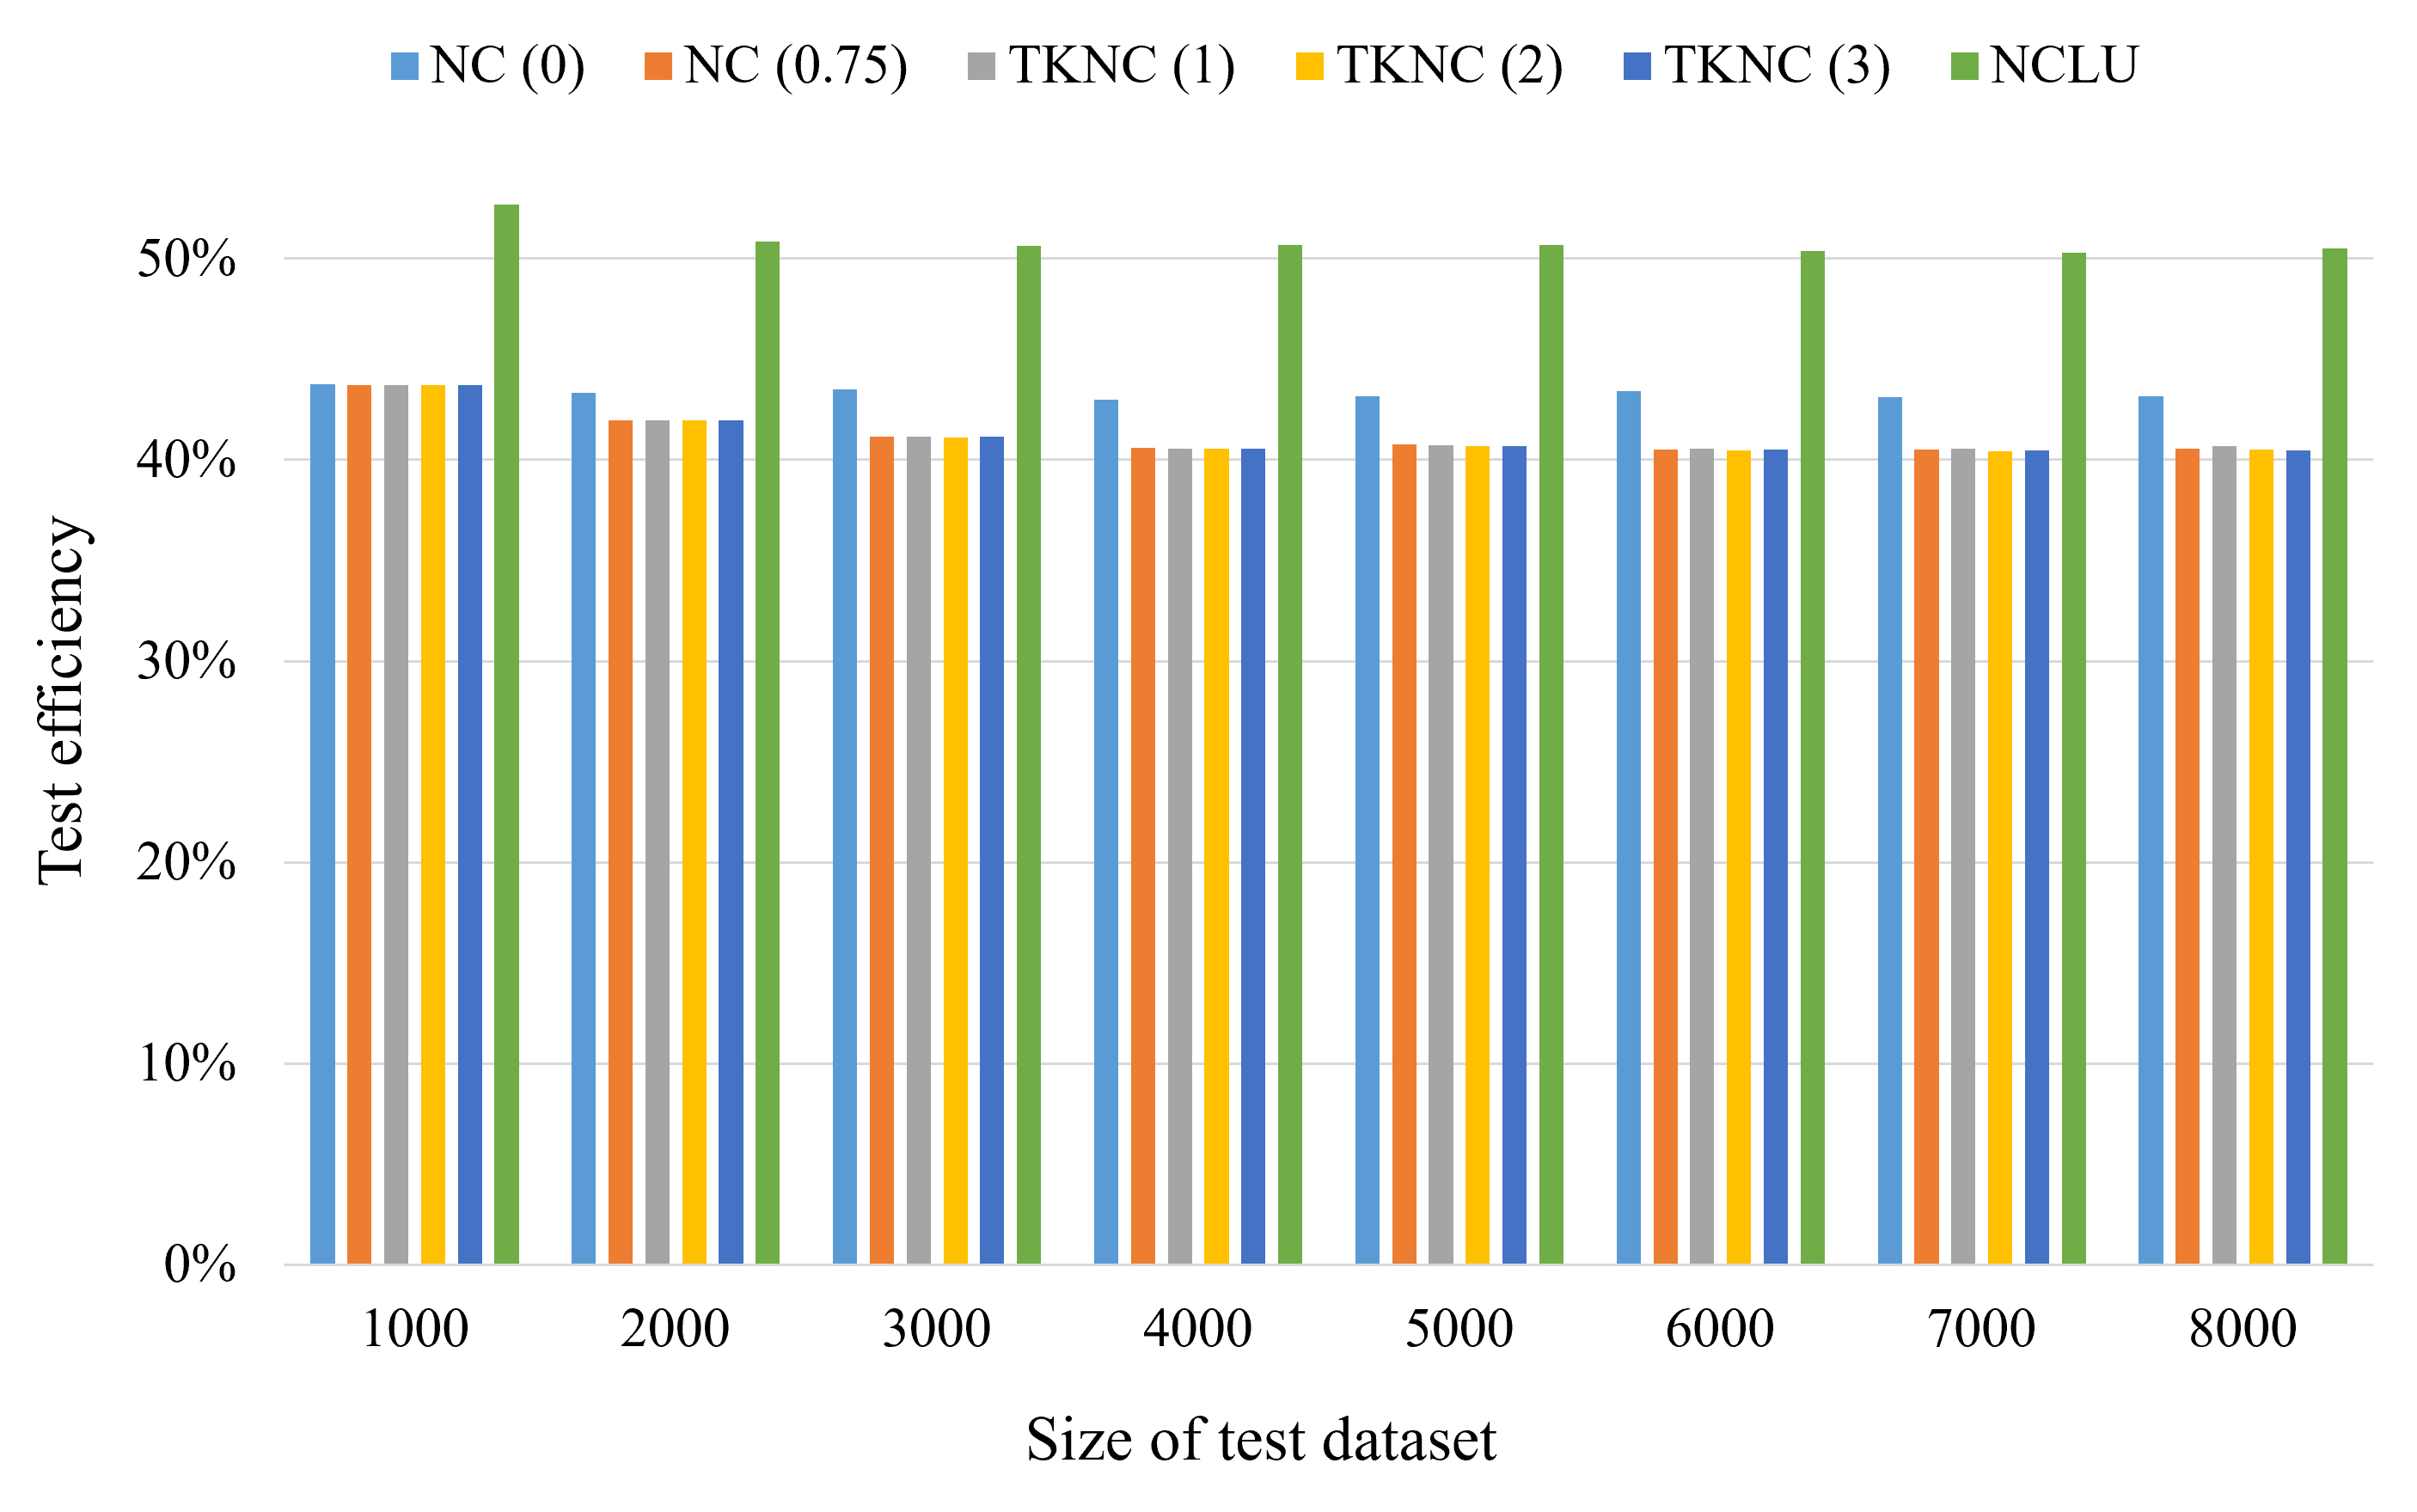 NC (0) NC (0.75) TKNC (1) TKNC (2) TKNC (3) NCLU
50%
40%
30%
20%
10%
0%
Test efficiency
1000 2000 3000 4000 5000 6000 7000 8000
Size of test dataset